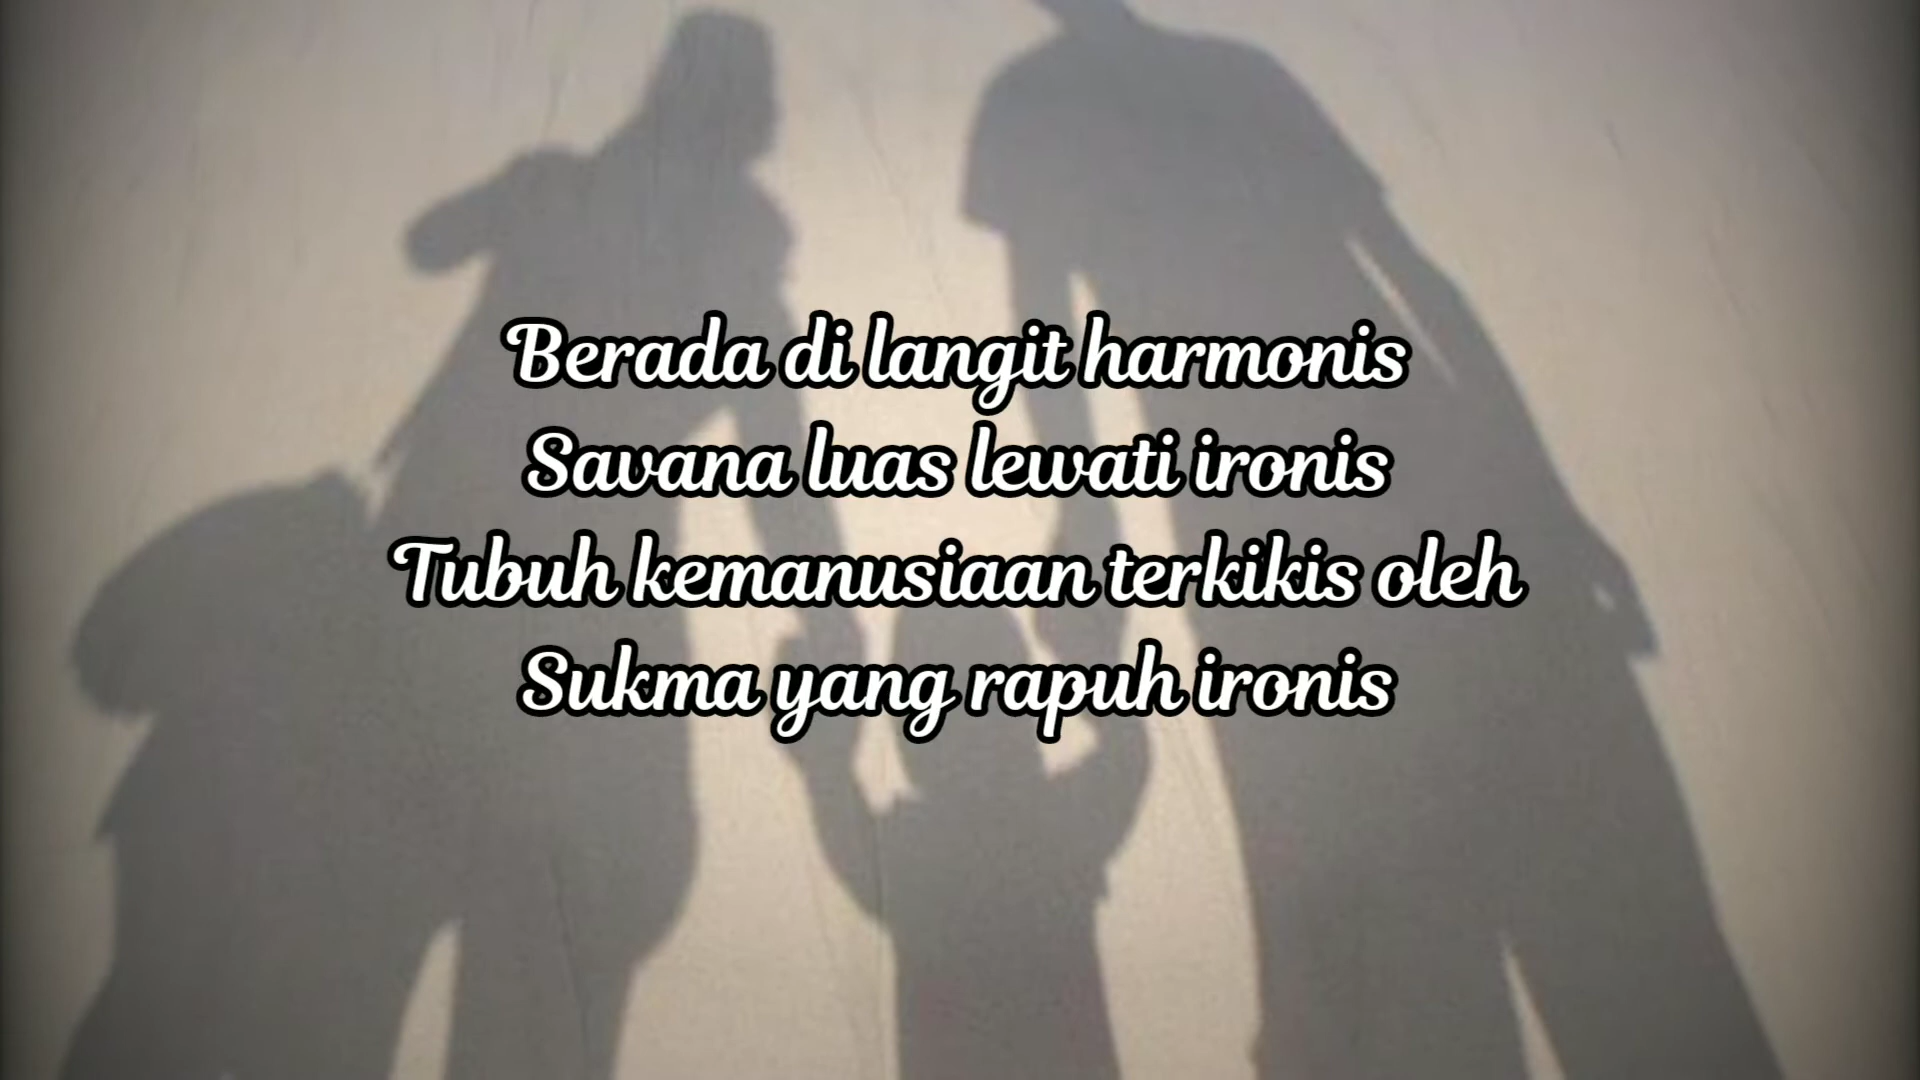 Berada di langit harmonis
Savana luas lewati ironis
Tubuh kemanusiaan terkikis oleh
Sukma yang rapuh ironis